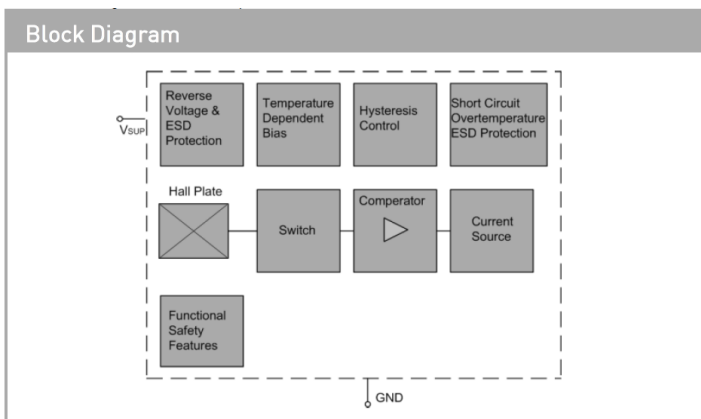 Block Diagram
Reverse
Voltage &
ESD
Protection
Temperature
Dependent
Bias
Hysteresis
Control
Short Circuit
Overtemperature
ESD Protection
VSUP
Hall Plate
Switch
Comperator
Current
Source
Functional
Safety
Features
GND